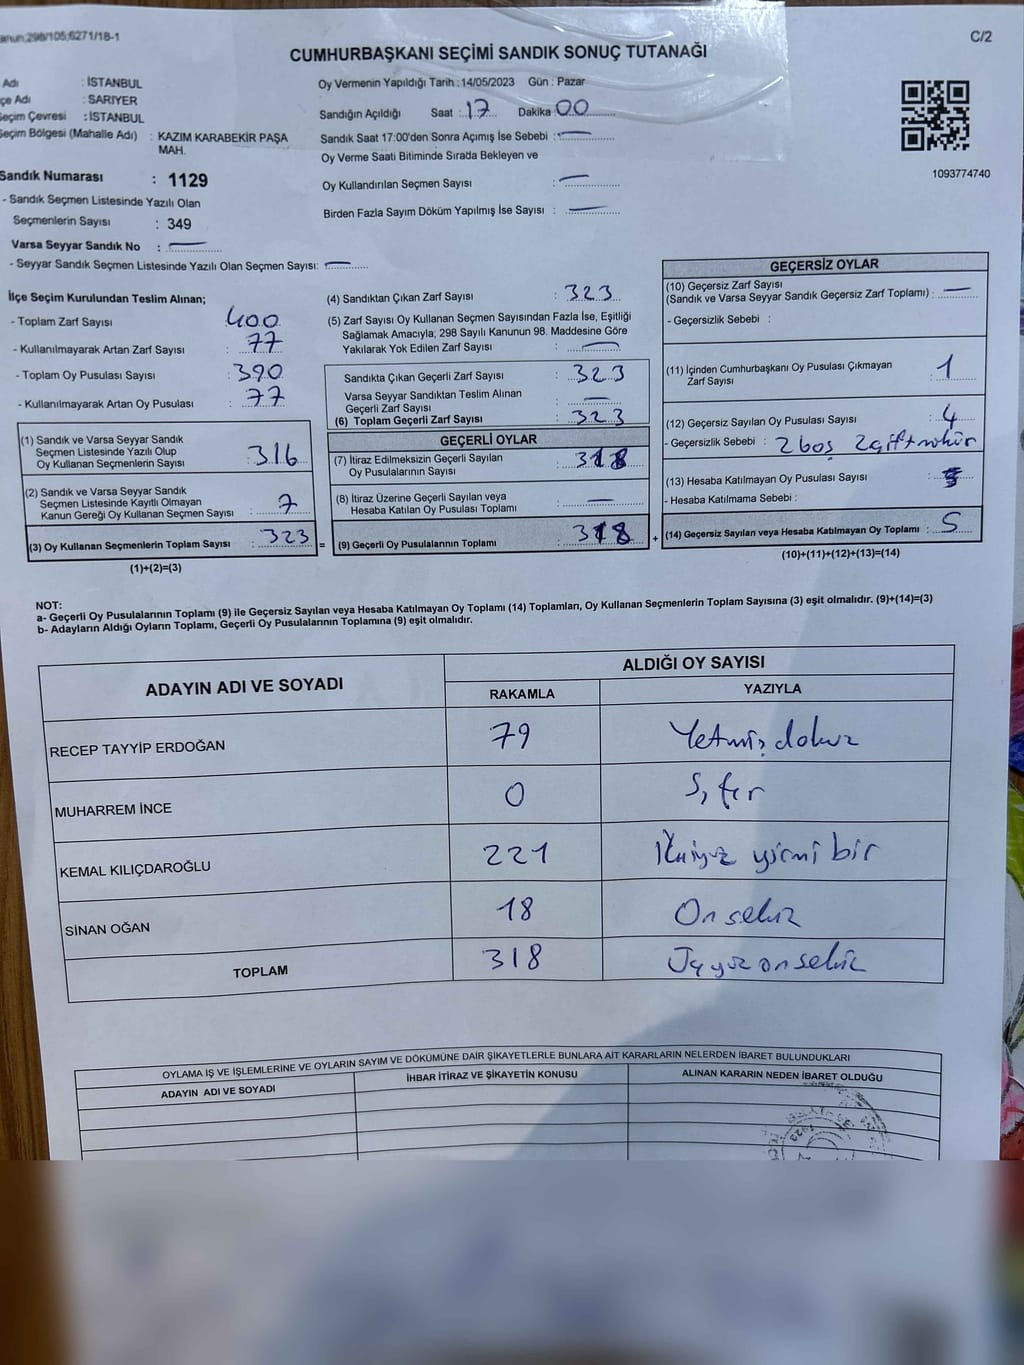 anun,298/105;6271/18-1
C/2
CUMHURBAŞKANI SEÇİMİ SANDIK SONUÇ TUTANAĞI
Adı : İSTANBUL
çe Adı : SARIYER
eçim Çevresi : İSTANBUL
Seçim Bölgesi (Mahalle Adı) : KAZIM KARABEKİR PAŞA
MAH.
Sandık Numarası : 1129
- Sandık Seçmen Listesinde Yazılı Olan
Seçmenlerin Sayısı : 349
Varsa Seyyar Sandık No :
- Seyyar Sandık Seçmen Listesinde Yazılı Olan Seçmen Sayısı:
Oy Vermenin Yapıldığı Tarih : 14/05/2023 Gün : Pazar
Sandığın Açıldığı Saat : 17 Dakika 00
Sandık Saat 17:00'den Sonra Açımış İse Sebebi :
Oy Verme Saati Bitiminde Sırada Bekleyen ve
Oy Kullandırılan Seçmen Sayısı :
Birden Fazla Sayım Döküm Yapılmış İse Sayısı :
1093774740
İlçe Seçim Kurulundan Teslim Alınan;
- Toplam Zarf Sayısı : 400
- Kullanılmayarak Artan Zarf Sayısı : 77
- Toplam Oy Pusulası Sayısı : 390
- Kullanılmayarak Artan Oy Pusulası : 77
(1) Sandık ve Varsa Seyyar Sandık
Seçmen Listesinde Yazılı Olup
Oy Kullanan Seçmenlerin Sayısı : 316
(2) Sandık ve Varsa Seyyar Sandık
Seçmen Listesinde Kayıtlı Olmayan
Kanun Gereği Oy Kullanan Seçmen Sayısı : 7
(3) Oy Kullanan Seçmenlerin Toplam Sayısı : 323 =
(1)+(2)=(3)
(4) Sandıktan Çıkan Zarf Sayısı : 323
(5) Zarf Sayısı Oy Kullanan Seçmen Sayısından Fazla İse, Eşitliği
Sağlamak Amacıyla; 298 Sayılı Kanunun 98. Maddesine Göre
Yakılarak Yok Edilen Zarf Sayısı :
Sandıkta Çıkan Geçerli Zarf Sayısı : 323
Varsa Seyyar Sandıktan Teslim Alınan
Geçerli Zarf Sayısı :
(6) Toplam Geçerli Zarf Sayısı : 323
GEÇERLİ OYLAR
(7) İtiraz Edilmeksizin Geçerli Sayılan
Oy Pusulalarının Sayısı : 318
(8) İtiraz Üzerine Geçerli Sayılan veya
Hesaba Katılan Oy Pusulası Toplamı :
(9) Geçerli Oy Pusulalarının Toplamı : 318 +
GEÇERSİZ OYLAR
(10) Geçersiz Zarf Sayısı
(Sandık ve Varsa Seyyar Sandık Geçersiz Zarf Toplamı) :
- Geçersizlik Sebebi :
(11) İçinden Cumhurbaşkanı Oy Pusulası Çıkmayan
Zarf Sayısı : 1
(12) Geçersiz Sayılan Oy Pusulası Sayısı : 4
- Geçersizlik Sebebi : 2 boş 2 çift mühür
(13) Hesaba Katılmayan Oy Pusulası Sayısı :
- Hesaba Katılmama Sebebi :
(14) Geçersiz Sayılan veya Hesaba Katılmayan Oy Toplamı : 5
(10)+(11)+(12)+(13)=(14)
NOT:
a- Geçerli Oy Pusulalarının Toplamı (9) ile Geçersiz Sayılan veya Hesaba Katılmayan Oy Toplamı (14) Toplamları, Oy Kullanan Seçmenlerin Toplam Sayısına (3) eşit olmalıdır. (9)+(14)=(3)
b- Adayların Aldığı Oyların Toplamı, Geçerli Oy Pusulalarının Toplamına (9) eşit olmalıdır.
ADAYIN ADI VE SOYADI ALDIĞI OY SAYISI
RAKAMLA YAZIYLA
RECEP TAYYİP ERDOĞAN 79 Yetmiş dokuz
MUHARREM İNCE 0 Sıfır
KEMAL KILIÇDAROĞLU 221 İkiyüz yirmi bir
SİNAN OĞAN 18 On sekiz
TOPLAM 318 Üçyüz on sekiz
OYLAMA İŞ VE İŞLEMLERİNE VE OYLARIN SAYIM VE DÖKÜMÜNE DAİR ŞİKAYETLERLE BUNLARA AİT KARARLARIN NELERDEN İBARET BULUNDUKLARI
ADAYIN ADI VE SOYADI İHBAR İTİRAZ VE ŞİKAYETİN KONUSU ALINAN KARARIN NEDEN İBARET OLDUĞU